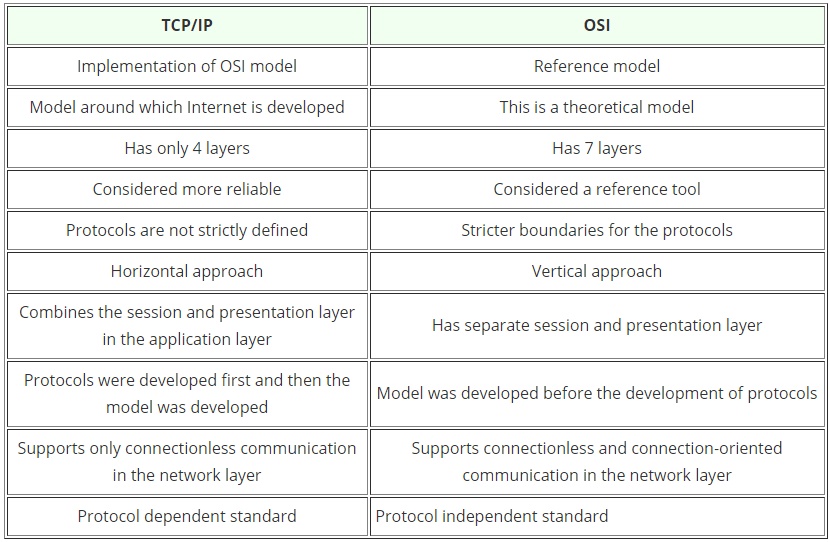 TCP/IP
OSI
Implementation of OSI model
Reference model
Model around which Internet is developed
This is a theoretical model
Has only 4 layers
Has 7 layers
Considered more reliable
Considered a reference tool
Protocols are not strictly defined
Stricter boundaries for the protocols
Horizontal approach
Vertical approach
Combines the session and presentation layer
in the application layer
Has separate session and presentation layer
Protocols were developed first and then the
model was developed
Model was developed before the development of protocols
Supports only connectionless communication
in the network layer
Supports connectionless and connection-oriented
communication in the network layer
Protocol dependent standard
Protocol independent standard